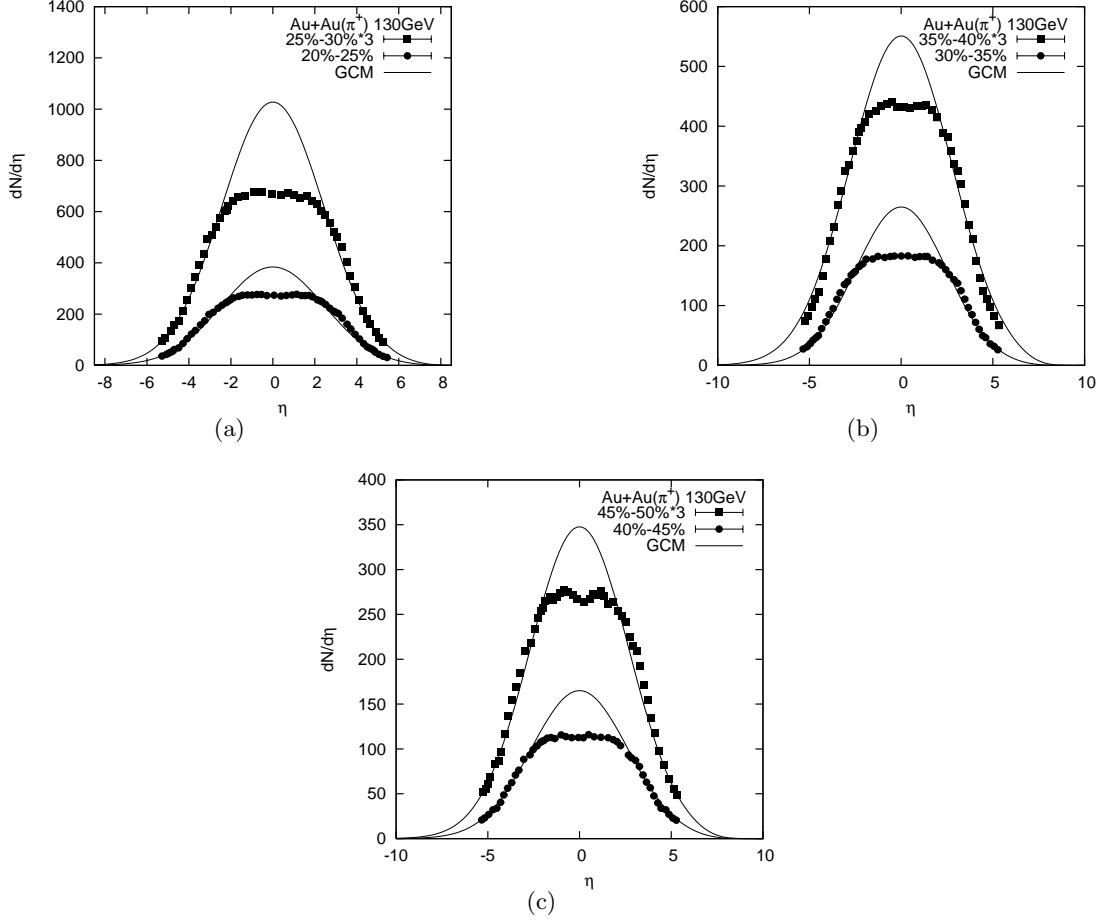 Au+Au(π+) 130GeV
25%-30%*3
20%-25%
GCM
dN/dη
1400
1200
1000
800
600
400
200
0
-8 -6 -4 -2 0 2 4 6 8
η
(a)
Au+Au(π+) 130GeV
35%-40%*3
30%-35%
GCM
dN/dη
600
500
400
300
200
100
0
-10 -5 0 5 10
η
(b)
Au+Au(π+) 130GeV
45%-50%*3
40%-45%
GCM
dN/dη
400
350
300
250
200
150
100
50
0
-10 -5 0 5 10
η
(c)